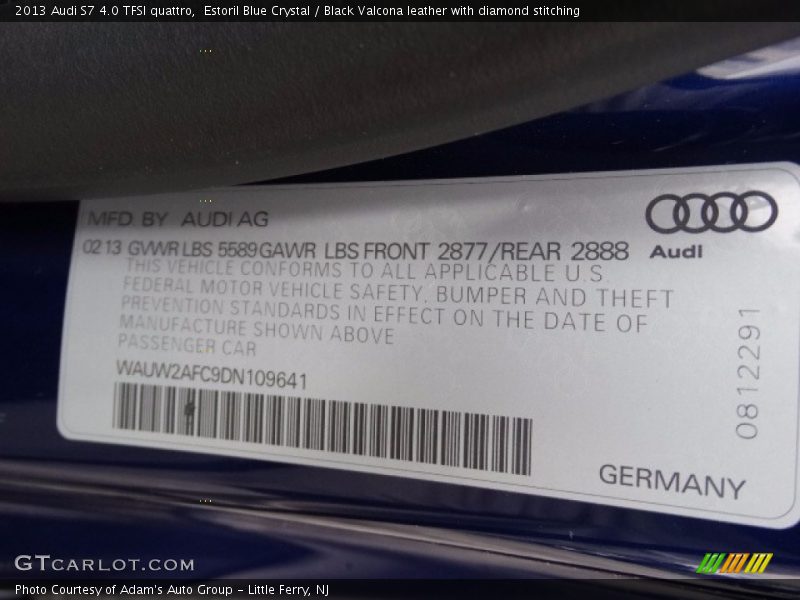 2013 Audi S7 4.0 TFSI quattro,  Estoril Blue Crystal / Black Valcona leather with diamond stitching
MFD. BY AUDI AG
02 13 GVWR LBS 5589 GAWR LBS FRONT 2877/REAR 2888
Audi
THIS VEHICLE CONFORMS TO ALL APPLICABLE U.S.
FEDERAL MOTOR VEHICLE SAFETY, BUMPER AND THEFT
PREVENTION STANDARDS IN EFFECT ON THE DATE OF
MANUFACTURE SHOWN ABOVE
PASSENGER CAR
WAUW2AFC9DN109641
0812291
GERMANY
GTCARLOT.COM
Photo Courtesy of Adam's Auto Group - Little Ferry, NJ